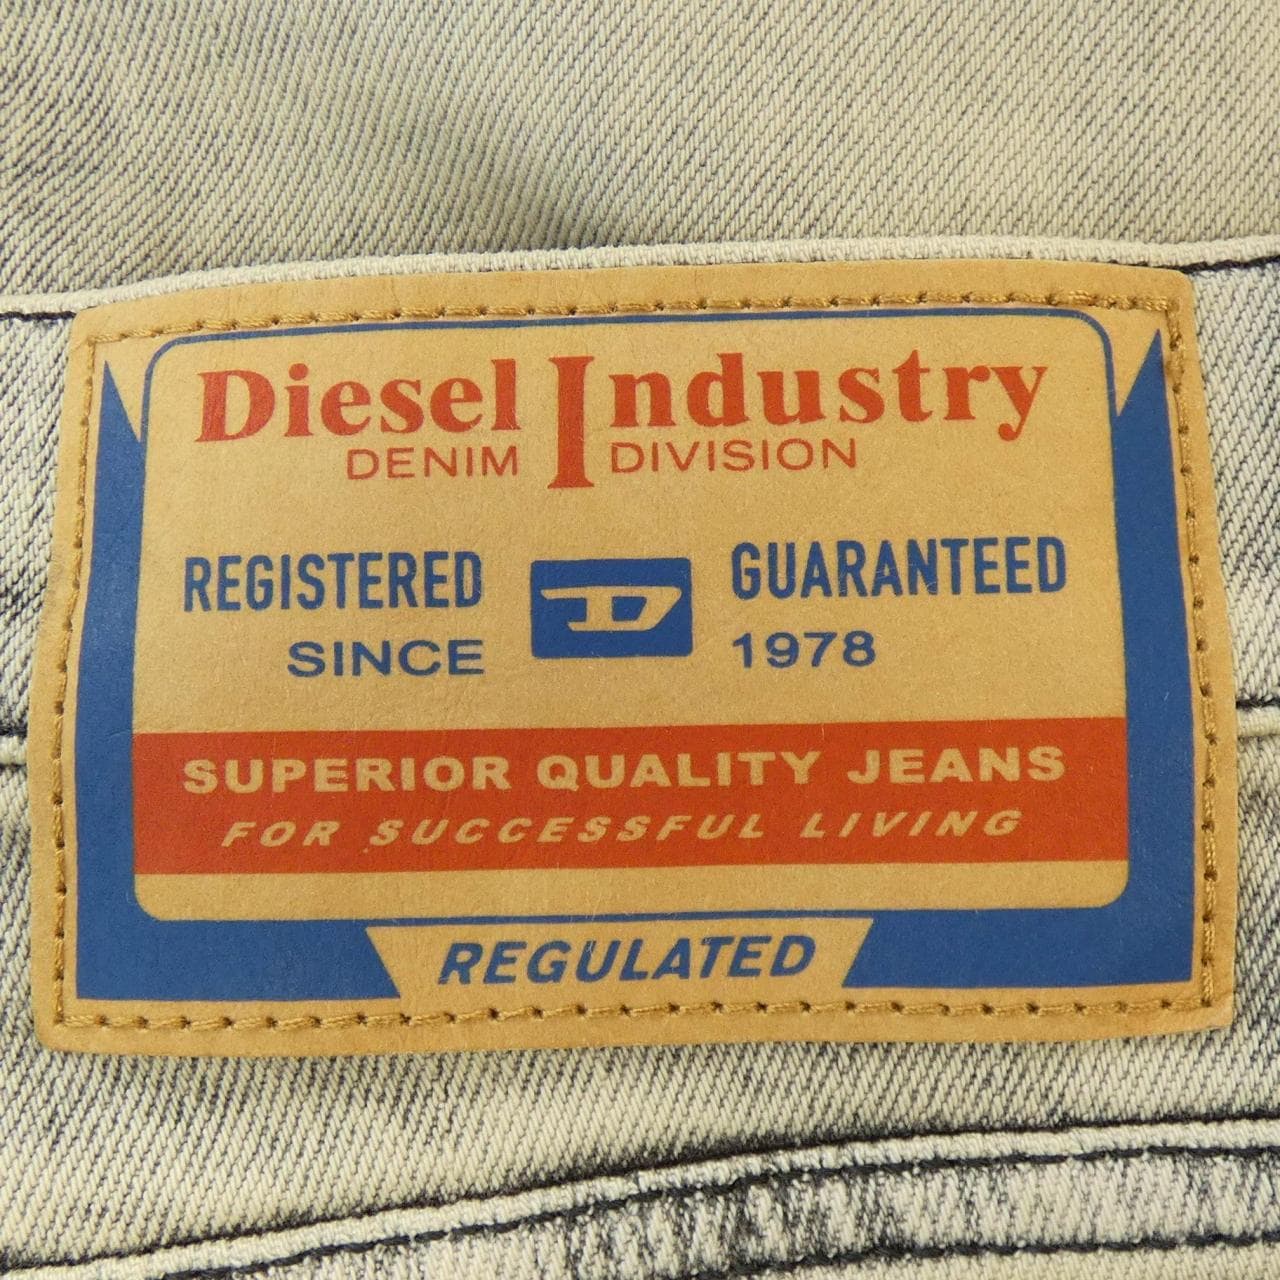 Diesel Industry
DENIM DIVISION
REGISTERED D GUARANTEED
SINCE 1978
SUPERIOR QUALITY JEANS
FOR SUCCESSFUL LIVING
REGULATED